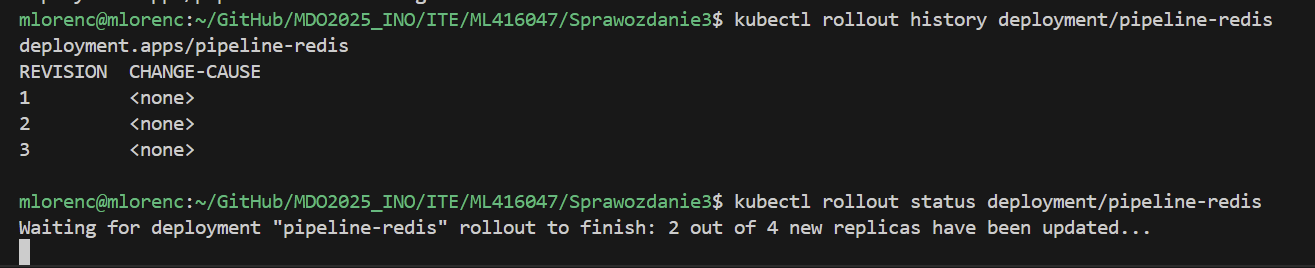 mlorenc@mlorenc:~/GitHub/MDO2025_INO/ITE/ML416047/Sprawozdanie3$ kubectl rollout history deployment/pipeline-redis
deployment.apps/pipeline-redis
REVISION  CHANGE-CAUSE
1         <none>
2         <none>
3         <none>
mlorenc@mlorenc:~/GitHub/MDO2025_INO/ITE/ML416047/Sprawozdanie3$ kubectl rollout status deployment/pipeline-redis
Waiting for deployment "pipeline-redis" rollout to finish: 2 out of 4 new replicas have been updated...